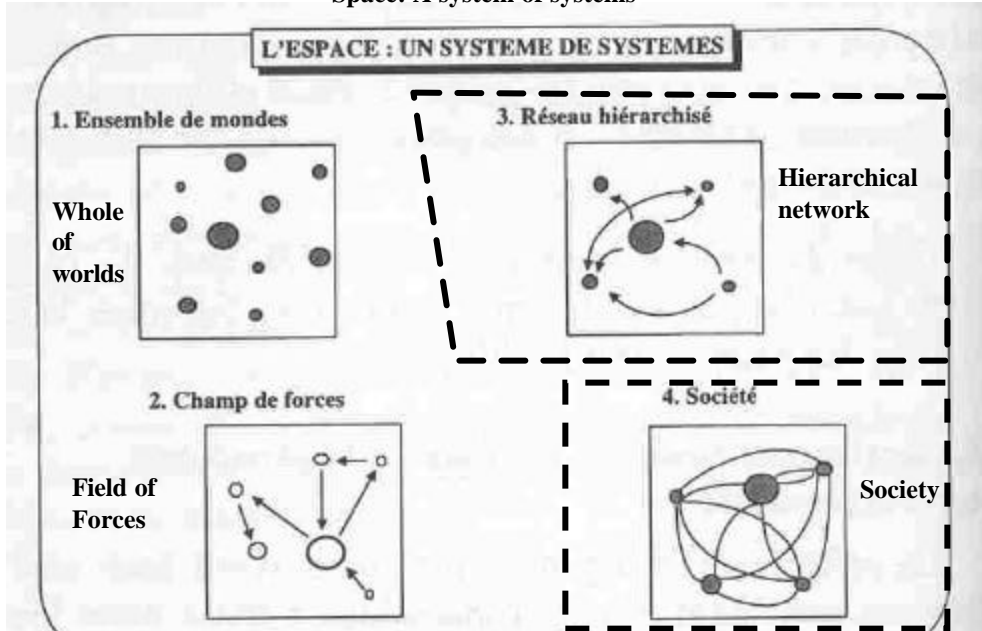 Space: A system of systems
L'ESPACE : UN SYSTEME DE SYSTEMES
1. Ensemble de mondes
Whole
of
worlds
3. Réseau hiérarchisé
Hierarchical
network
2. Champ de forces
Field of
Forces
4. Société
Society